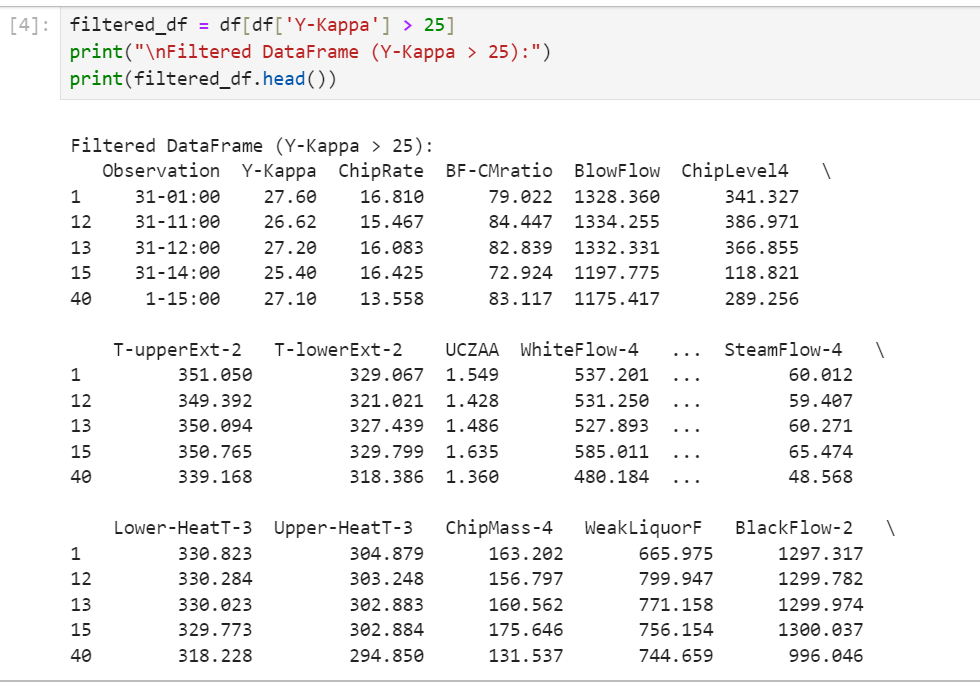 [4]: filtered_df = df[df['Y-Kappa'] > 25]
print("\nFiltered DataFrame (Y-Kappa > 25):")
print(filtered_df.head())
Filtered DataFrame (Y-Kappa > 25):
Observation Y-Kappa ChipRate BF-CMratio BlowFlow ChipLevel4 \
1 31-01:00 27.60 16.810 79.022 1328.360 341.327
12 31-11:00 26.62 15.467 84.447 1334.255 386.971
13 31-12:00 27.20 16.083 82.839 1332.331 366.855
15 31-14:00 25.40 16.425 72.924 1197.775 118.821
40 1-15:00 27.10 13.558 83.117 1175.417 289.256
T-upperExt-2 T-lowerExt-2 UCZAA WhiteFlow-4 ... SteamFlow-4 \
1 351.050 329.067 1.549 537.201 ... 60.012
12 349.392 321.021 1.428 531.250 ... 59.407
13 350.094 327.439 1.486 527.893 ... 60.271
15 350.765 329.799 1.635 585.011 ... 65.474
40 339.168 318.386 1.360 480.184 ... 48.568
Lower-HeatT-3 Upper-HeatT-3 ChipMass-4 WeakLiquorF BlackFlow-2 \
1 330.823 304.879 163.202 665.975 1297.317
12 330.284 303.248 156.797 799.947 1299.782
13 330.023 302.883 160.562 771.158 1299.974
15 329.773 302.884 175.646 756.154 1300.037
40 318.228 294.850 131.537 744.659 996.046